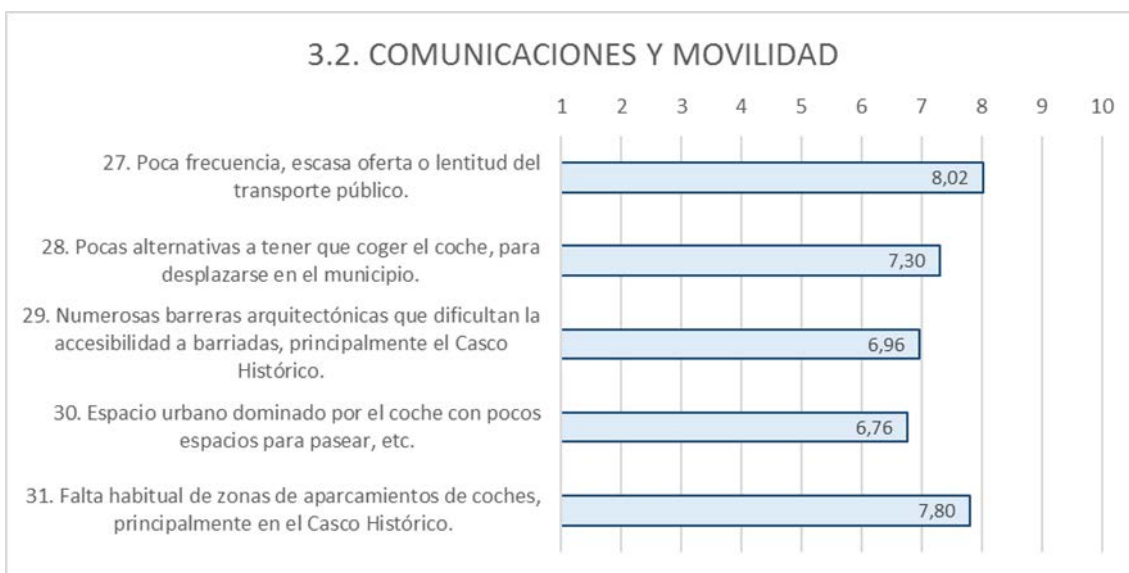 3.2. COMUNICACIONES Y MOVILIDAD
1 2 3 4 5 6 7 8 9 10
27. Poca frecuencia, escasa oferta o lentitud del
transporte público.
8,02
28. Pocas alternativas a tener que coger el coche, para
desplazarse en el municipio.
7,30
29. Numerosas barreras arquitectónicas que dificultan la
accesibilidad a barriadas, principalmente el Casco
Histórico.
6,96
30. Espacio urbano dominado por el coche con pocos
espacios para pasear, etc.
6,76
31. Falta habitual de zonas de aparcamientos de coches,
principalmente en el Casco Histórico.
7,80